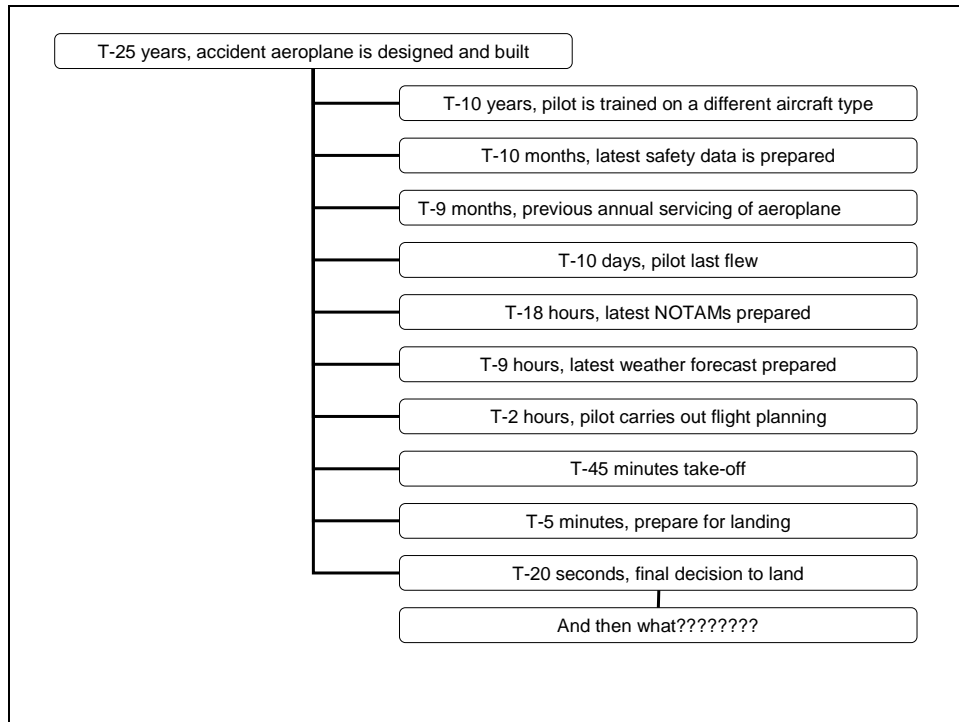 T-25 years, accident aeroplane is designed and built
T-10 years, pilot is trained on a different aircraft type
T-10 months, latest safety data is prepared
T-9 months, previous annual servicing of aeroplane
T-10 days, pilot last flew
T-18 hours, latest NOTAMs prepared
T-9 hours, latest weather forecast prepared
T-2 hours, pilot carries out flight planning
T-45 minutes take-off
T-5 minutes, prepare for landing
T-20 seconds, final decision to land
And then what????????